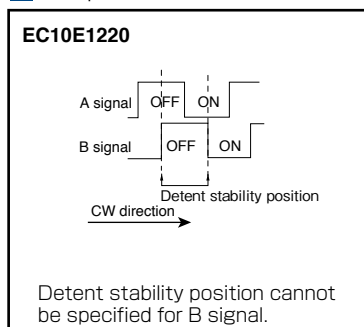 EC10E1220
A signal OFF ON
B signal OFF ON
Detent stability position
CW direction
Detent stability position cannot
be specified for B signal.